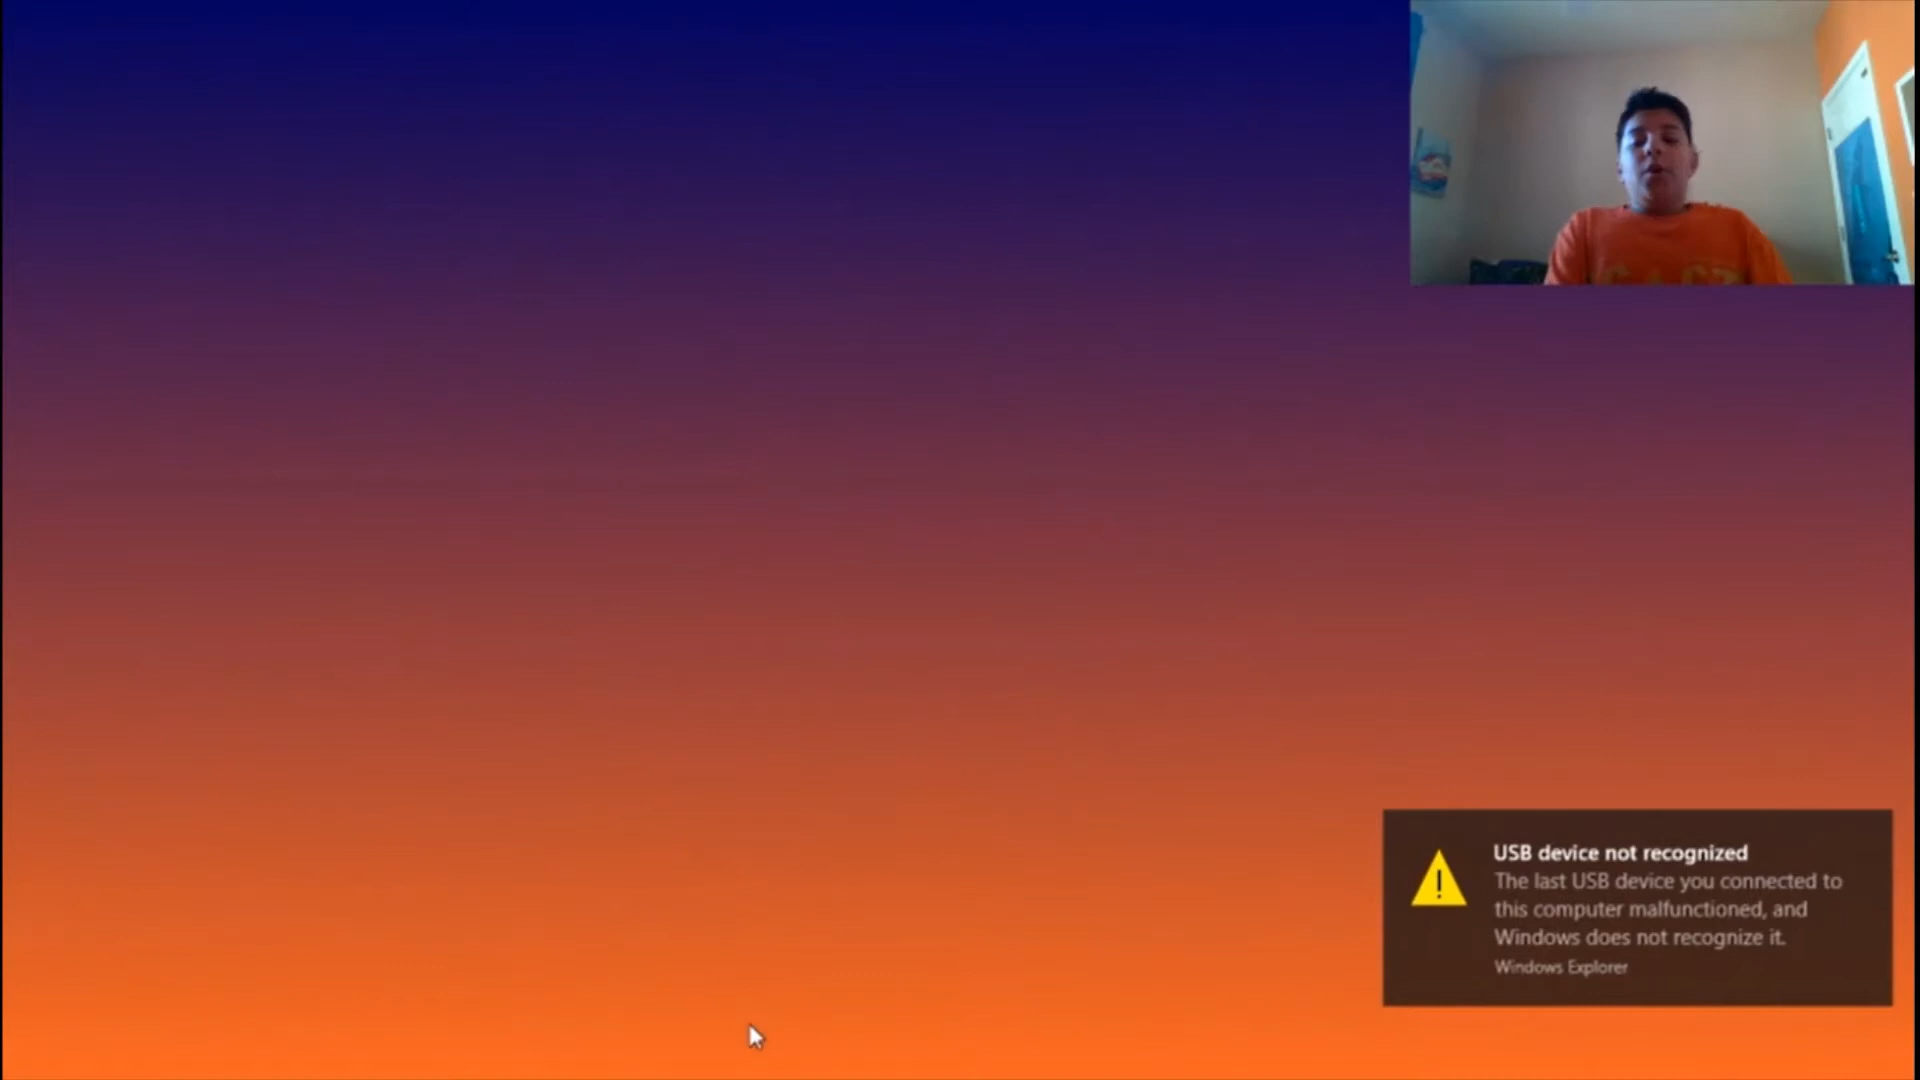 USB device not recognized
The last USB device you connected to
this computer malfunctioned, and
Windows does not recognize it.
Windows Explorer